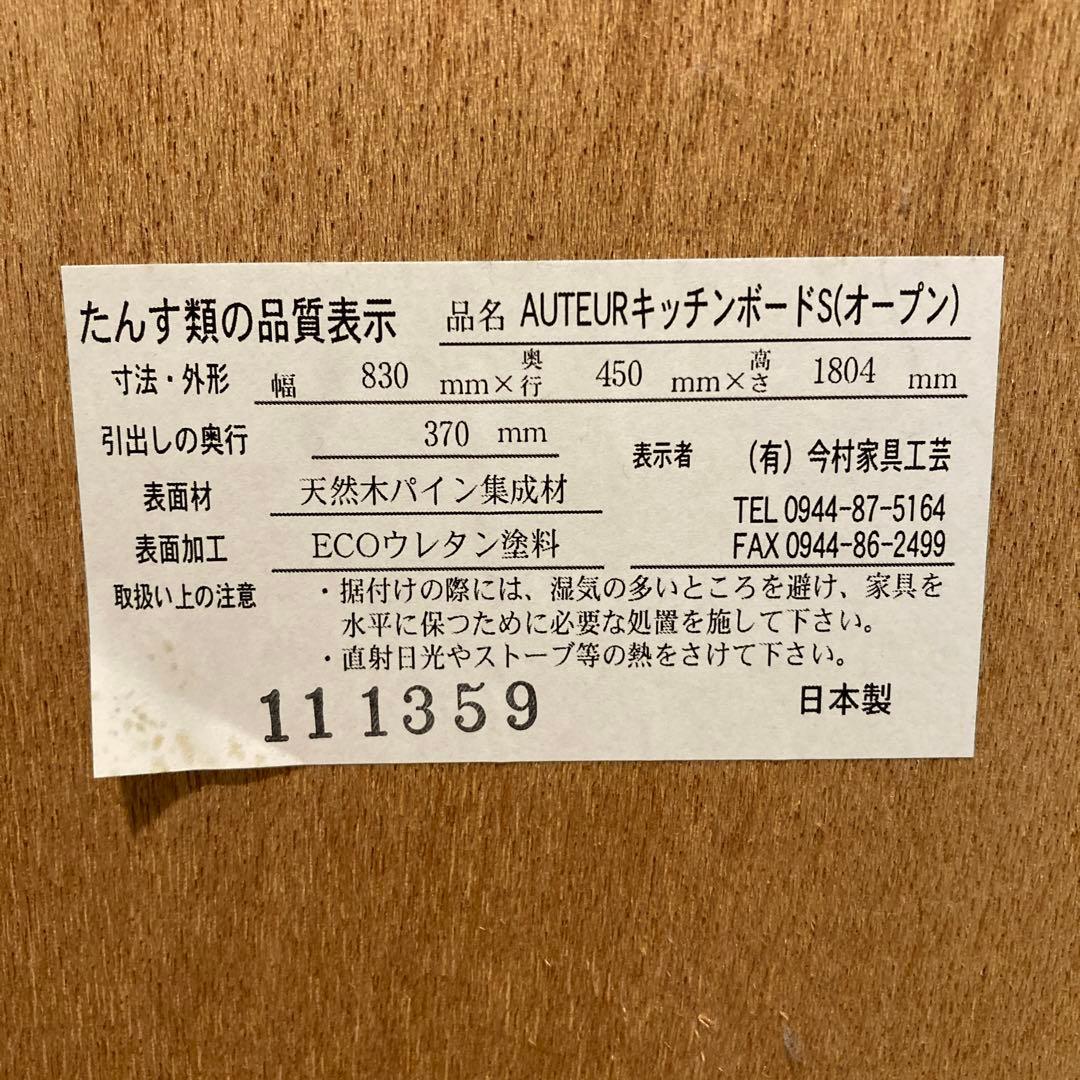 たんす類の品質表示 品名 AUTEURキッチンボードS(オープン)
寸法・外形 幅 830 mm×奥行 450 mm×高さ 1804 mm
引出しの奥行 370 mm
表面材 天然木パイン集成材
表面加工 ECOウレタン塗料
表示者 (有)今村家具工芸
TEL 0944-87-5164
FAX 0944-86-2499
取扱い上の注意 ・据付けの際には、湿気の多いところを避け、家具を
水平に保つために必要な処置を施して下さい。
・直射日光やストーブ等の熱をさけて下さい。
111359 日本製